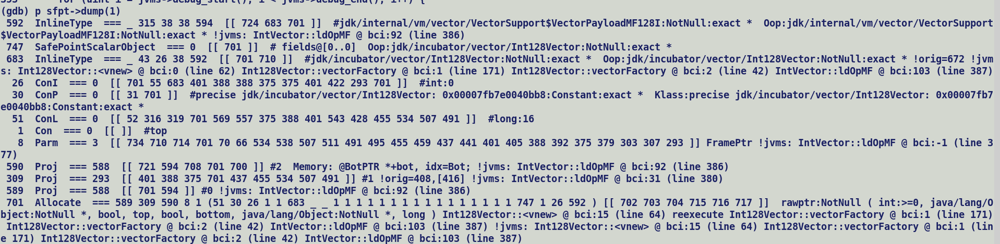 (gdb) p sfpt->dump(1)
 592  InlineType  === _ 315 38 38 594  [[ 724 683 701 ]]  #jdk/internal/vm/vector/VectorSupport$VectorPayloadMF128I:NotNull:exact *  Oop:jdk/internal/vm/vector/VectorSupport
$VectorPayloadMF128I:NotNull:exact * !jvms: IntVector::ldOpMF @ bci:92 (line 386)
 747  SafePointScalarObject  === 0  [[ 701 ]]  # fields@[0..0]  Oop:jdk/incubator/vector/Int128Vector:NotNull:exact *
 683  InlineType  === _ 43 26 38 592  [[ 701 710 ]]  #jdk/incubator/vector/Int128Vector:NotNull:exact *  Oop:jdk/incubator/vector/Int128Vector:NotNull:exact * !orig=672 !jvm
s: Int128Vector::<vnew> @ bci:0 (line 62) Int128Vector::vectorFactory @ bci:1 (line 171) Int128Vector::vectorFactory @ bci:2 (line 42) IntVector::ldOpMF @ bci:103 (line 387)
  26  ConI  === 0  [[ 701 55 683 401 388 388 375 375 401 422 293 701 ]]  #int:0
  30  ConP  === 0  [[ 31 701 ]]  #precise jdk/incubator/vector/Int128Vector: 0x00007fb7e0040bb8:Constant:exact *  Klass:precise jdk/incubator/vector/Int128Vector: 0x00007fb7
e0040bb8:Constant:exact *
  51  ConL  === 0  [[ 52 316 319 701 569 557 375 388 401 543 428 455 534 507 491 ]]  #long:16
   1  Con  === 0  [[ ]]  #top
   8  Parm  === 3  [[ 734 710 714 701 70 66 534 538 507 511 491 495 455 459 437 441 401 405 388 392 375 379 303 307 293 ]] FramePtr !jvms: IntVector::ldOpMF @ bci:-1 (line 3
77)
 590  Proj  === 588  [[ 721 594 708 701 700 ]] #2  Memory: @BotPTR *+bot, idx=Bot; !jvms: IntVector::ldOpMF @ bci:92 (line 386)
 309  Proj  === 293  [[ 401 388 375 701 437 455 534 507 491 ]] #1 !orig=408,[416] !jvms: IntVector::ldOpMF @ bci:31 (line 380)
 589  Proj  === 588  [[ 701 594 ]] #0 !jvms: IntVector::ldOpMF @ bci:92 (line 386)
 701  Allocate  === 589 309 590 8 1 (51 30 26 1 1 683 _ _ 1 1 1 1 1 1 1 1 1 1 1 1 1 1 1 1 747 1 26 592 ) [[ 702 703 704 715 716 717 ]]  rawptr:NotNull ( int:>=0, java/lang/O
bject:NotNull *, bool, top, bool, bottom, java/lang/Object:NotNull *, long ) Int128Vector::<vnew> @ bci:15 (line 64) reexecute Int128Vector::vectorFactory @ bci:1 (line 171)
 Int128Vector::vectorFactory @ bci:2 (line 42) IntVector::ldOpMF @ bci:103 (line 387) !jvms: Int128Vector::<vnew> @ bci:15 (line 64) Int128Vector::vectorFactory @ bci:1 (lin
e 171) Int128Vector::vectorFactory @ bci:2 (line 42) IntVector::ldOpMF @ bci:103 (line 387)